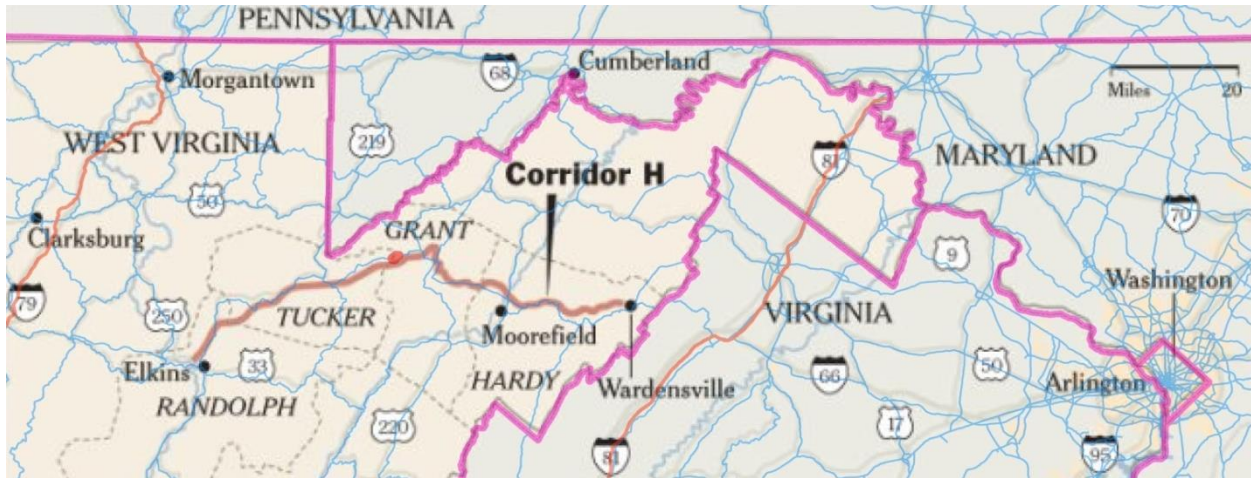 PENNSYLVANIA
68
Cumberland
Morgantown
Miles 20
WEST VIRGINIA
219
81
MARYLAND
Corridor H
50
70
Clarksburg
GRANT
9
Washington
79
250
TUCKER
Moorefield
VIRGINIA
Elkins
33
HARDY
Wardensville
66
50
Arlington
RANDOLPH
220
17
81
95